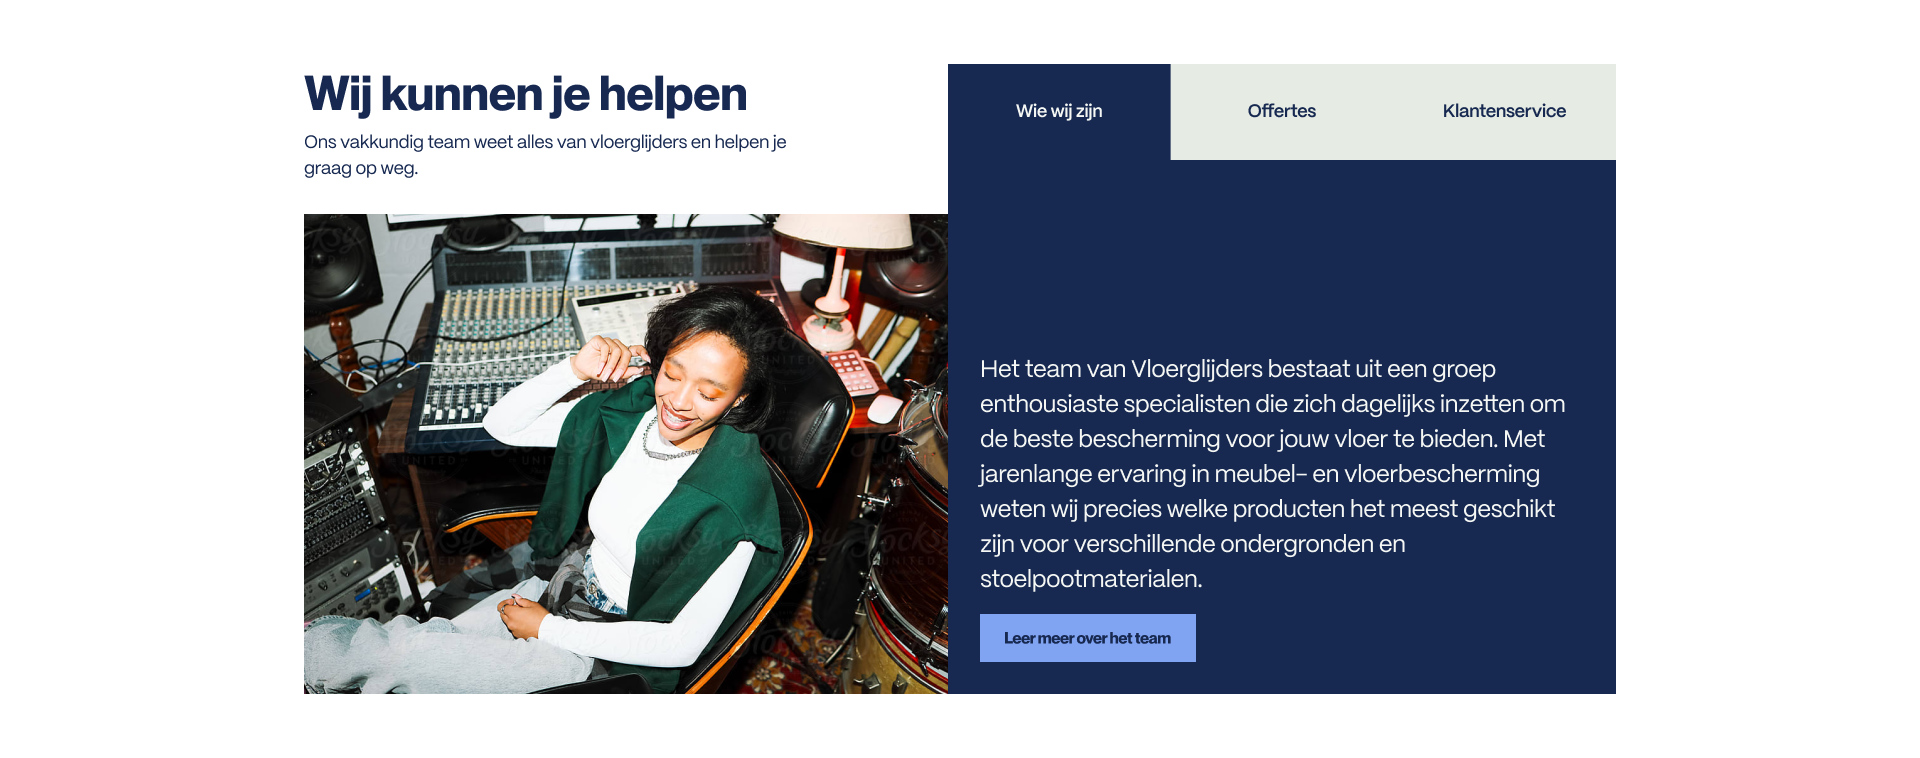 Wij kunnen je helpen
Ons vakkundig team weet alles van vloerglijders en helpen je
graag op weg.
Wie wij zijn
Offertes
Klantenservice
Het team van Vloerglijders bestaat uit een groep
enthousiaste specialisten die zich dagelijks inzetten om
de beste bescherming voor jouw vloer te bieden. Met
jarenlange ervaring in meubel- en vloerbescherming
weten wij precies welke producten het meest geschikt
zijn voor verschillende ondergronden en
stoelpootmaterialen.
Leer meer over het team